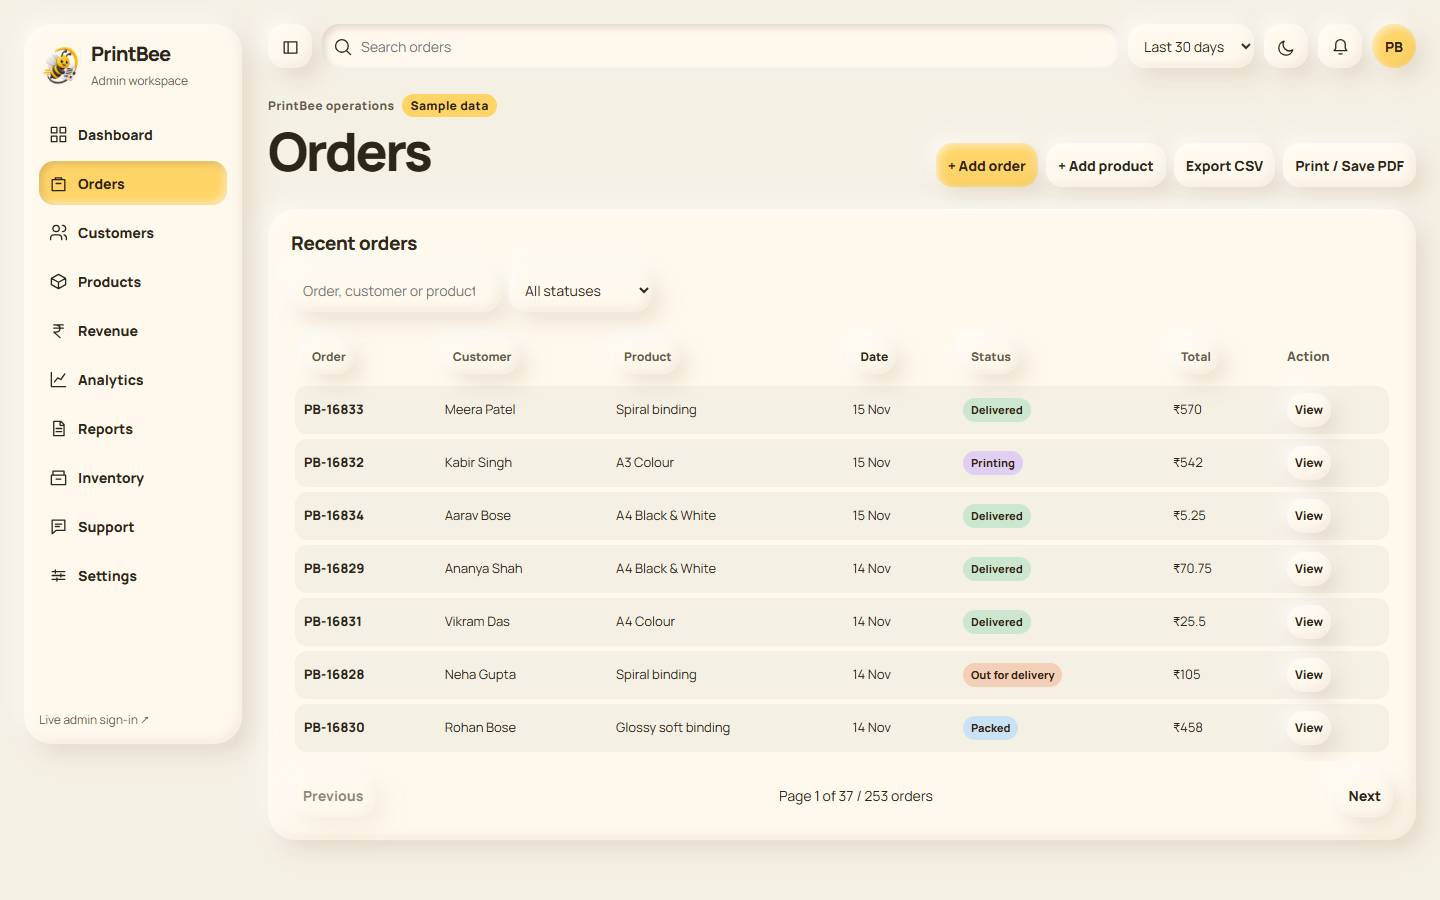 PrintBee
Admin workspace
Dashboard
Orders
Customers
Products
Revenue
Analytics
Reports
Inventory
Support
Settings
Live admin sign-in ↗
Search orders
Last 30 days
PB
PrintBee operations Sample data
Orders
+ Add order + Add product Export CSV Print / Save PDF
Recent orders
Order, customer or product All statuses
Order Customer Product Date Status Total Action
PB-16833 Meera Patel Spiral binding 15 Nov Delivered ₹570 View
PB-16832 Kabir Singh A3 Colour 15 Nov Printing ₹542 View
PB-16834 Aarav Bose A4 Black & White 15 Nov Delivered ₹5.25 View
PB-16829 Ananya Shah A4 Black & White 14 Nov Delivered ₹70.75 View
PB-16831 Vikram Das A4 Colour 14 Nov Delivered ₹25.5 View
PB-16828 Neha Gupta Spiral binding 14 Nov Out for delivery ₹105 View
PB-16830 Rohan Bose Glossy soft binding 14 Nov Packed ₹458 View
Previous Page 1 of 37 / 253 orders Next